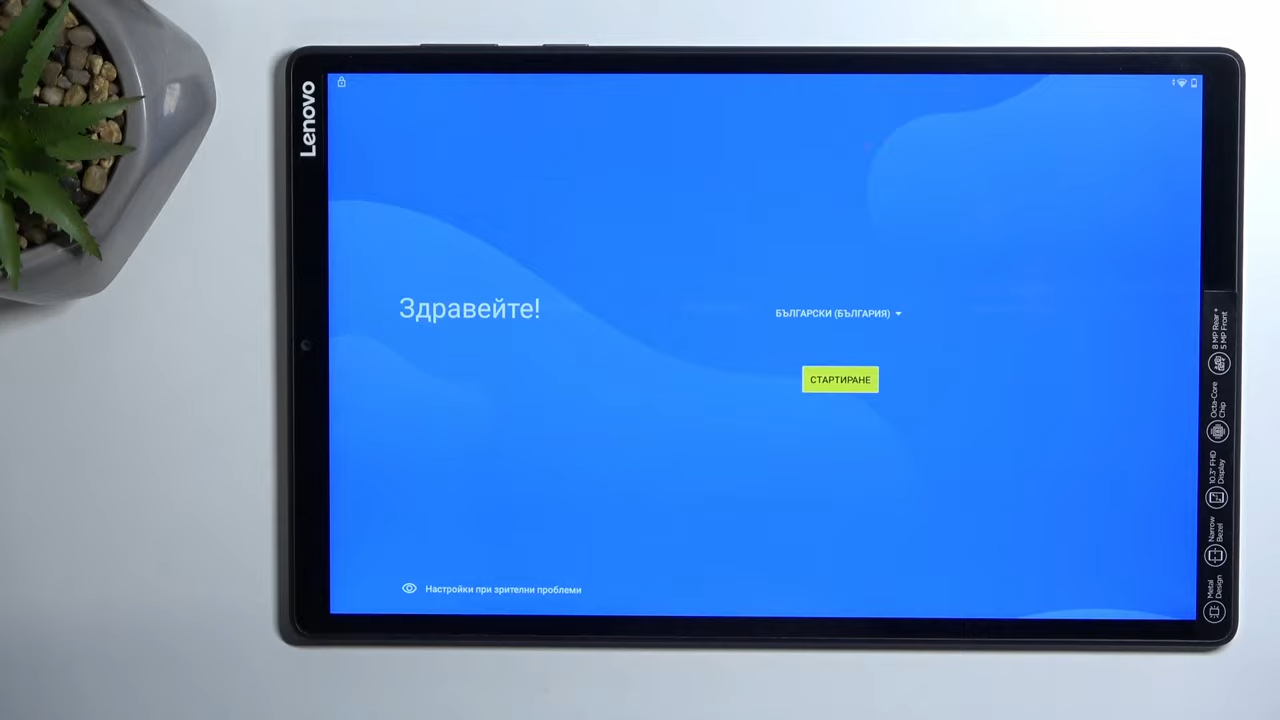 Lenovo
Здравейте!
БЪЛГАРСКИ (БЪЛГАРИЯ)
СТАРТИРАНЕ
Настройки при зрителни проблеми
Metal
Design
Narrow
Bezel
10.3" FHD
Display
Octa-Core
Chip
8 MP Rear +
5 MP Front